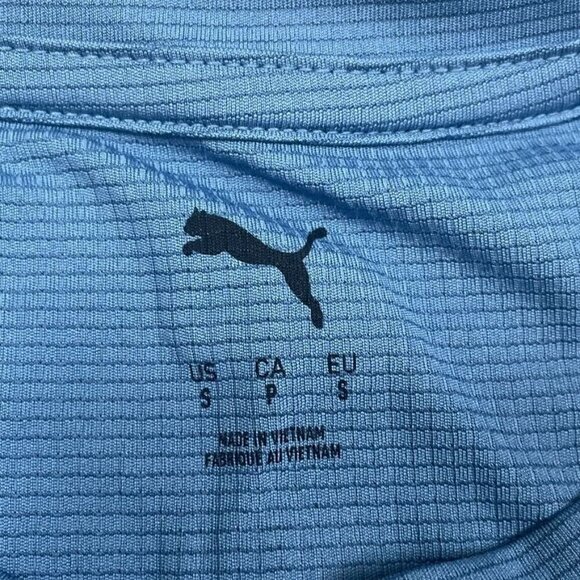 US CA EU
S P S
MADE IN VIETNAM
FABRIQUE AU VIETNAM